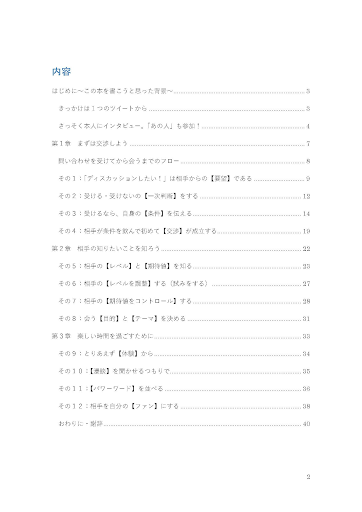 内容
はじめに～この本を書こうと思った背景～ 3
きっかけは１つのツイートから 3
さっそく本人にインタビュー。「あの人」も参加！ 4
第１章　まずは交渉しよう 7
問い合わせを受けてから会うまでのフロー 8
その１：「ディスカッションしたい！」は相手からの【要望】である 9
その２：受ける・受けないの【一次判断】をする 12
その３：受けるなら、自身の【条件】を伝える 14
その４：相手が条件を飲んで初めて【交渉】が成立する 19
第２章　相手の知りたいことを知ろう 22
その５：相手の【レベル】と【期待値】を知る 23
その６：相手の【レベルを調整】する（読みをする） 27
その７：相手の【期待値をコントロール】する 28
その８：会う【目的】と【テーマ】を決める 31
第３章　楽しい時間を過ごすために 33
その９：とりあえず【体験】から 34
その１０：【漫談】を聞かせるつもりで 35
その１１：【パワーワード】を並べる 36
その１２：相手を自分の【ファン】にする 38
おわりに・謝辞 40
2